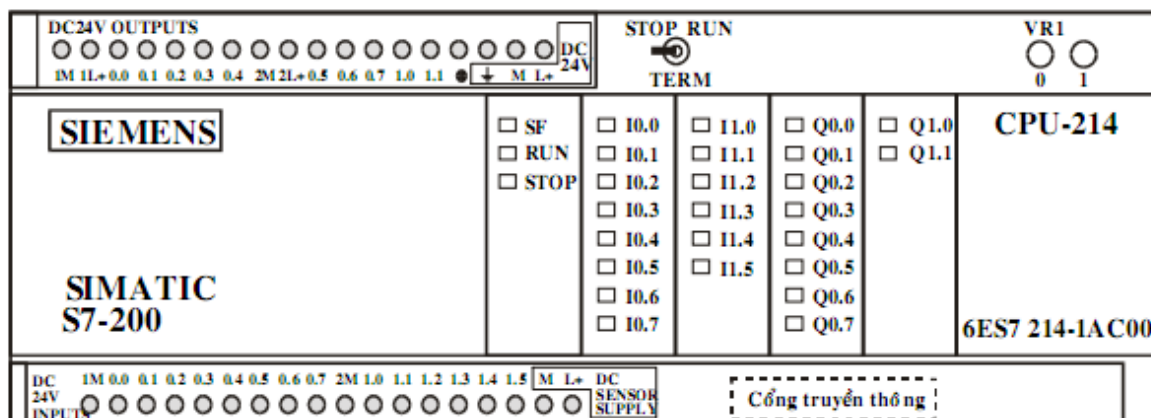 DC24V OUTPUTS
1M 1L+ 0.0 0.1 0.2 0.3 0.4 2M 2L+ 0.5 0.6 0.7 1.0 1.1 M L+
DC
24V
STOP RUN
TERM
VR1
0 1
SIEMENS
SIMATIC
S7-200
SF
RUN
STOP
I0.0
I0.1
I0.2
I0.3
I0.4
I0.5
I0.6
I0.7
I1.0
I1.1
I1.2
I1.3
I1.4
I1.5
Q0.0
Q0.1
Q0.2
Q0.3
Q0.4
Q0.5
Q0.6
Q0.7
Q1.0
Q1.1
CPU-214
6ES7 214-1AC00
DC
24V
INPUTS
1M 0.0 0.1 0.2 0.3 0.4 0.5 0.6 0.7 2M 1.0 1.1 1.2 1.3 1.4 1.5 M L+
DC
SENSOR
SUPPLY
Cổng truyền thông